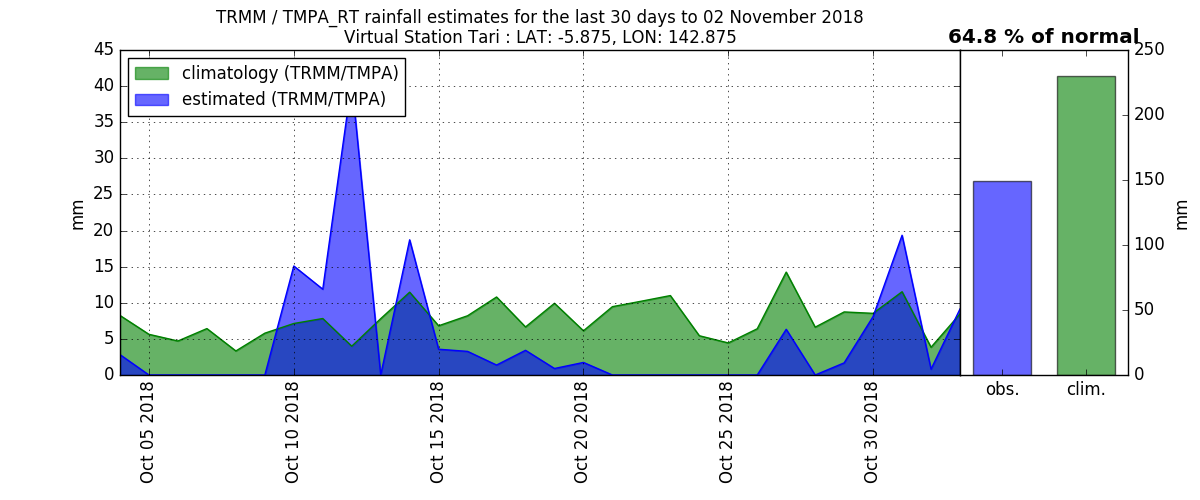 TRMM / TMPA_RT rainfall estimates for the last 30 days to 02 November 2018
Virtual Station Tari : LAT: -5.875, LON: 142.875
64.8 % of normal
climatology (TRMM/TMPA)
estimated (TRMM/TMPA)
45
40
35
30
25
20
15
10
5
0
mm
Oct 05 2018
Oct 10 2018
Oct 15 2018
Oct 20 2018
Oct 25 2018
Oct 30 2018
250
200
150
100
50
0
mm
obs.
clim.